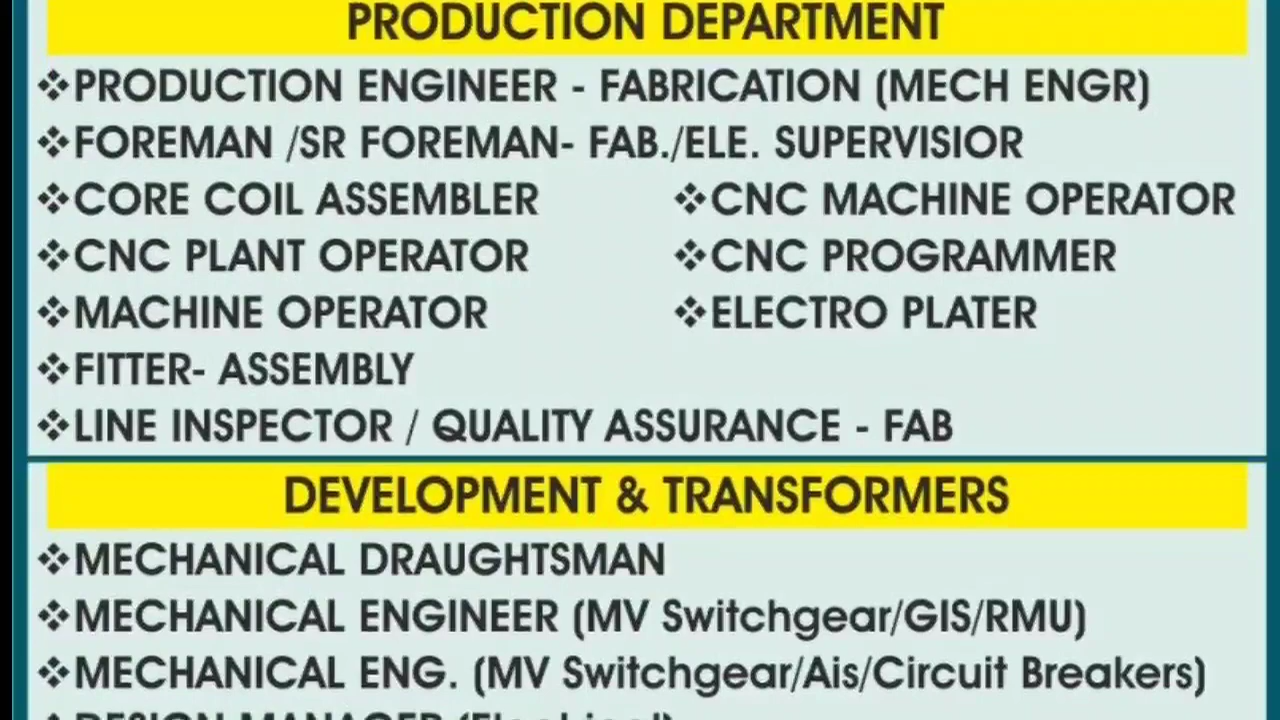 PRODUCTION DEPARTMENT
❖PRODUCTION ENGINEER - FABRICATION (MECH ENGR)
❖FOREMAN /SR FOREMAN- FAB./ELE. SUPERVISIOR
❖CORE COIL ASSEMBLER ❖CNC MACHINE OPERATOR
❖CNC PLANT OPERATOR ❖CNC PROGRAMMER
❖MACHINE OPERATOR ❖ELECTRO PLATER
❖FITTER- ASSEMBLY
❖LINE INSPECTOR / QUALITY ASSURANCE - FAB
DEVELOPMENT & TRANSFORMERS
❖MECHANICAL DRAUGHTSMAN
❖MECHANICAL ENGINEER (MV Switchgear/GIS/RMU)
❖MECHANICAL ENG. (MV Switchgear/Ais/Circuit Breakers)
❖DESIGN MANAGER